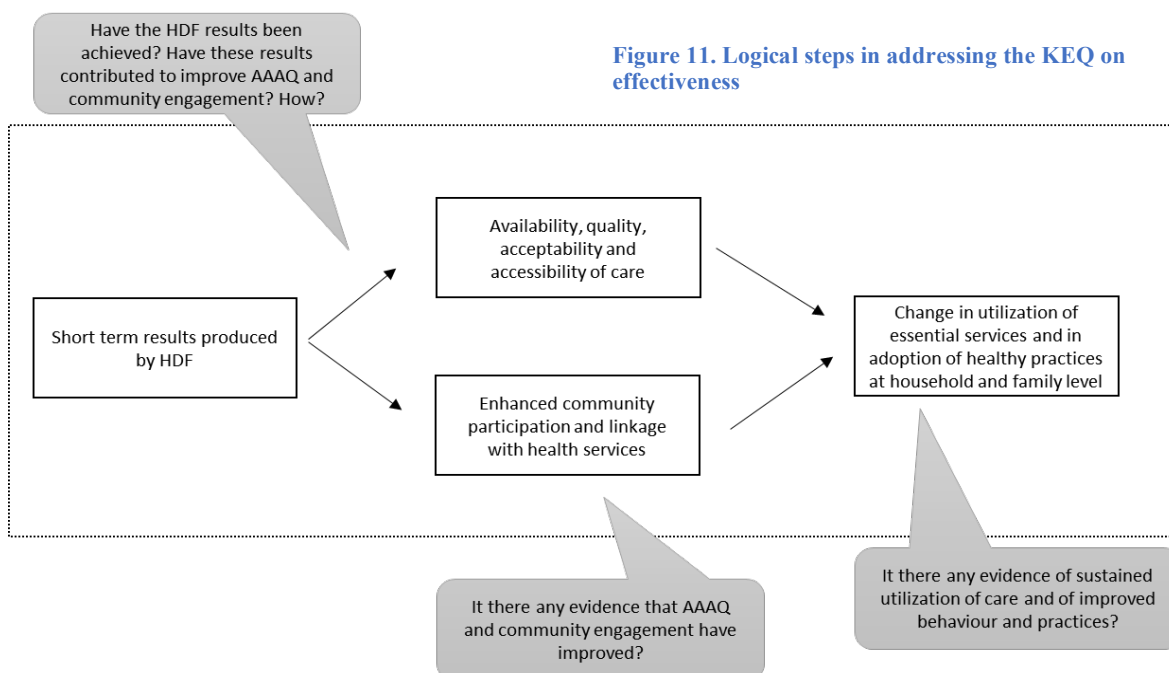 Have the HDF results been
achieved? Have these results
contributed to improve AAAQ and
community engagement? How?
Figure 11. Logical steps in addressing the KEQ on
effectiveness
Availability, quality,
acceptability and
accessibility of care
Short term results produced
by HDF
Change in utilization of
essential services and in
adoption of healthy practices
at household and family level
Enhanced community
participation and linkage
with health services
It there any evidence that AAAQ
and community engagement have
improved?
It there any evidence of sustained
utilization of care and of improved
behaviour and practices?